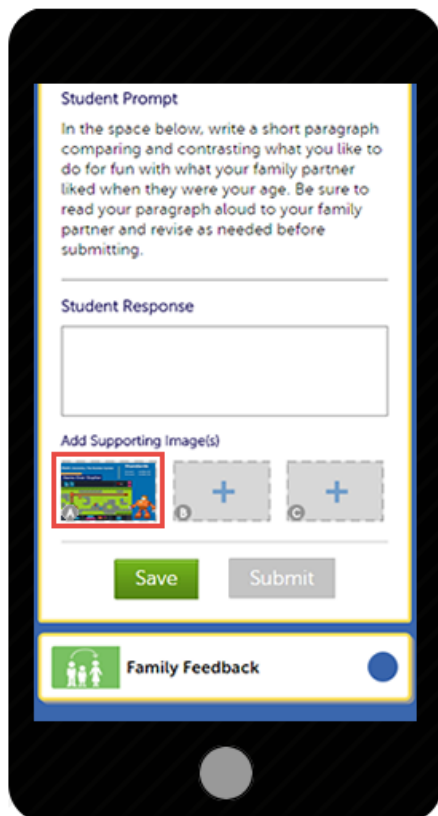 Student Prompt
In the space below, write a short paragraph
comparing and contrasting what you like to
do for fun with what your family partner
liked when they were your age. Be sure to
read your paragraph aloud to your family
partner and revise as needed before
submitting.
Student Response
Add Supporting Image(s)
A
B
C
Save
Submit
Family Feedback